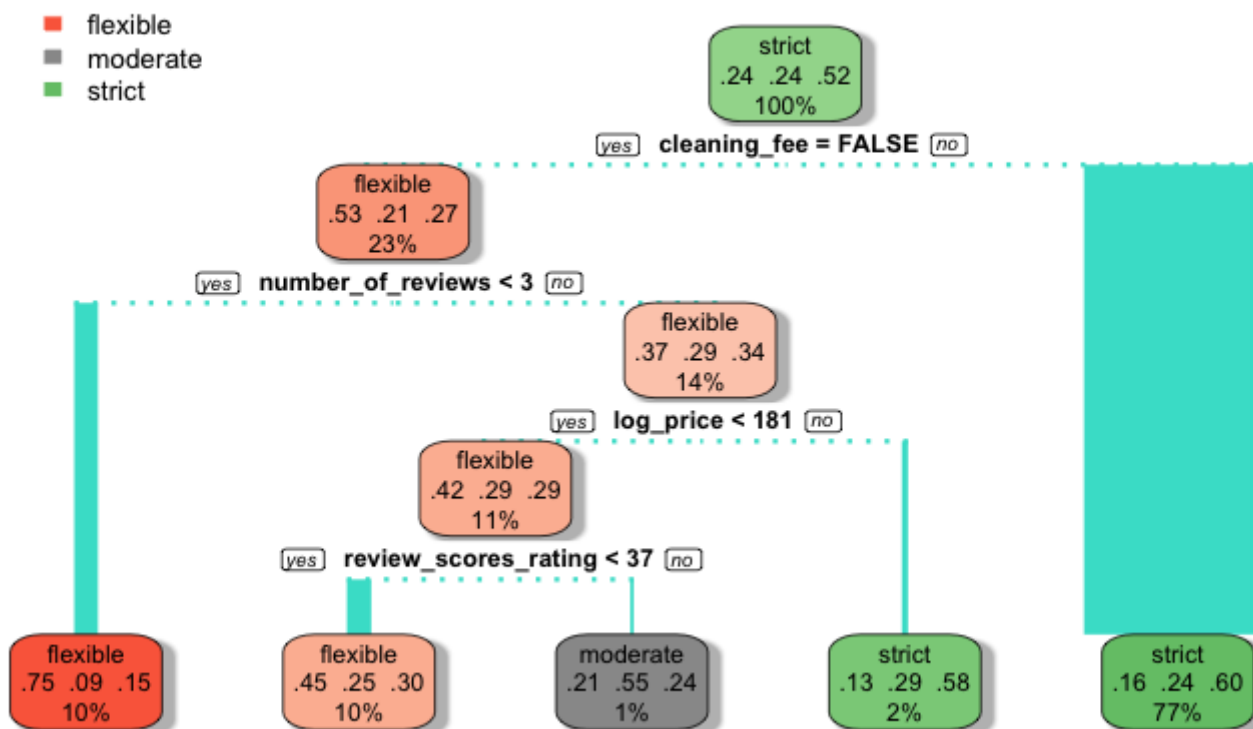 flexible
moderate
strict
strict
.24 .24 .52
100%
yes cleaning_fee = FALSE no
flexible
.53 .21 .27
23%
yes number_of_reviews < 3 no
flexible
.37 .29 .34
14%
yes log_price < 181 no
flexible
.42 .29 .29
11%
yes review_scores_rating < 37 no
flexible
.75 .09 .15
10%
flexible
.45 .25 .30
10%
moderate
.21 .55 .24
1%
strict
.13 .29 .58
2%
strict
.16 .24 .60
77%